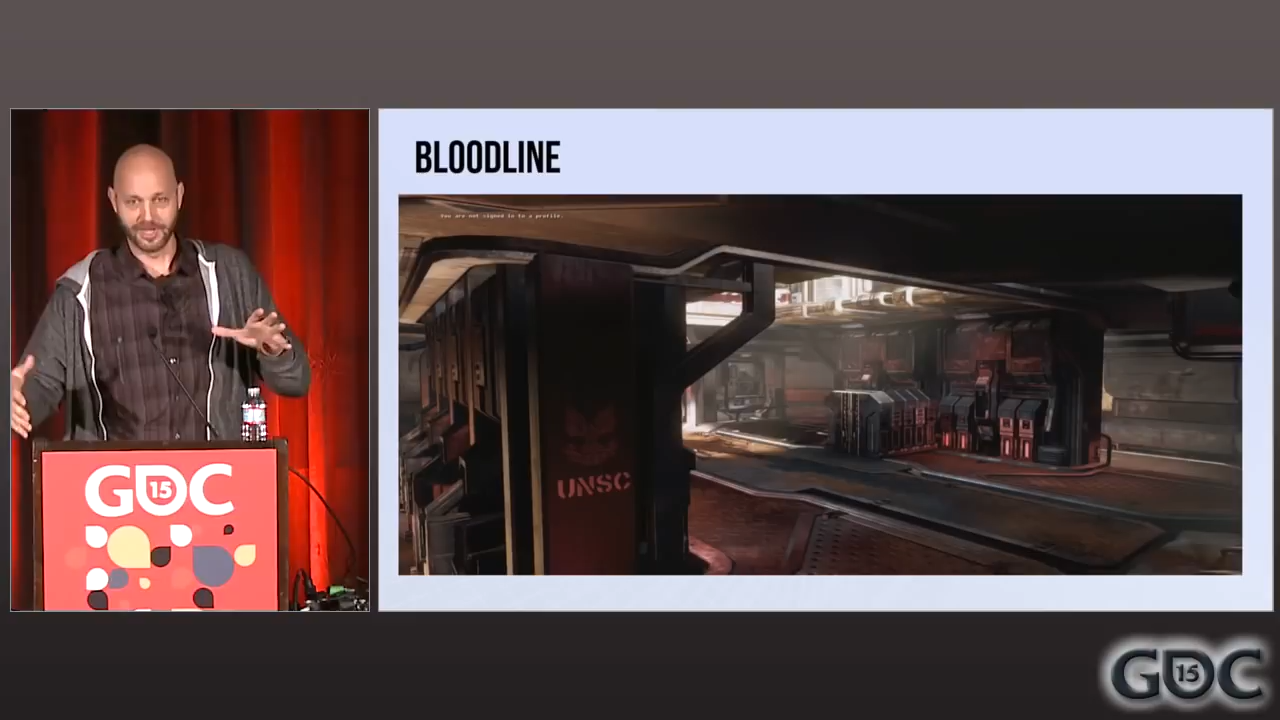 BLOODLINE
You are not signed in to a profile.
UNSC
GDC
15
GDC
15